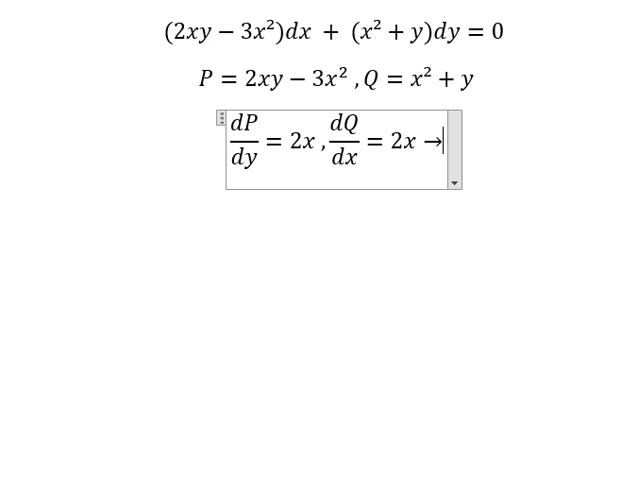 (2xy − 3x²)dx + (x² + y)dy = 0
P = 2xy − 3x² , Q = x² + y
dP/dy = 2x , dQ/dx = 2x →